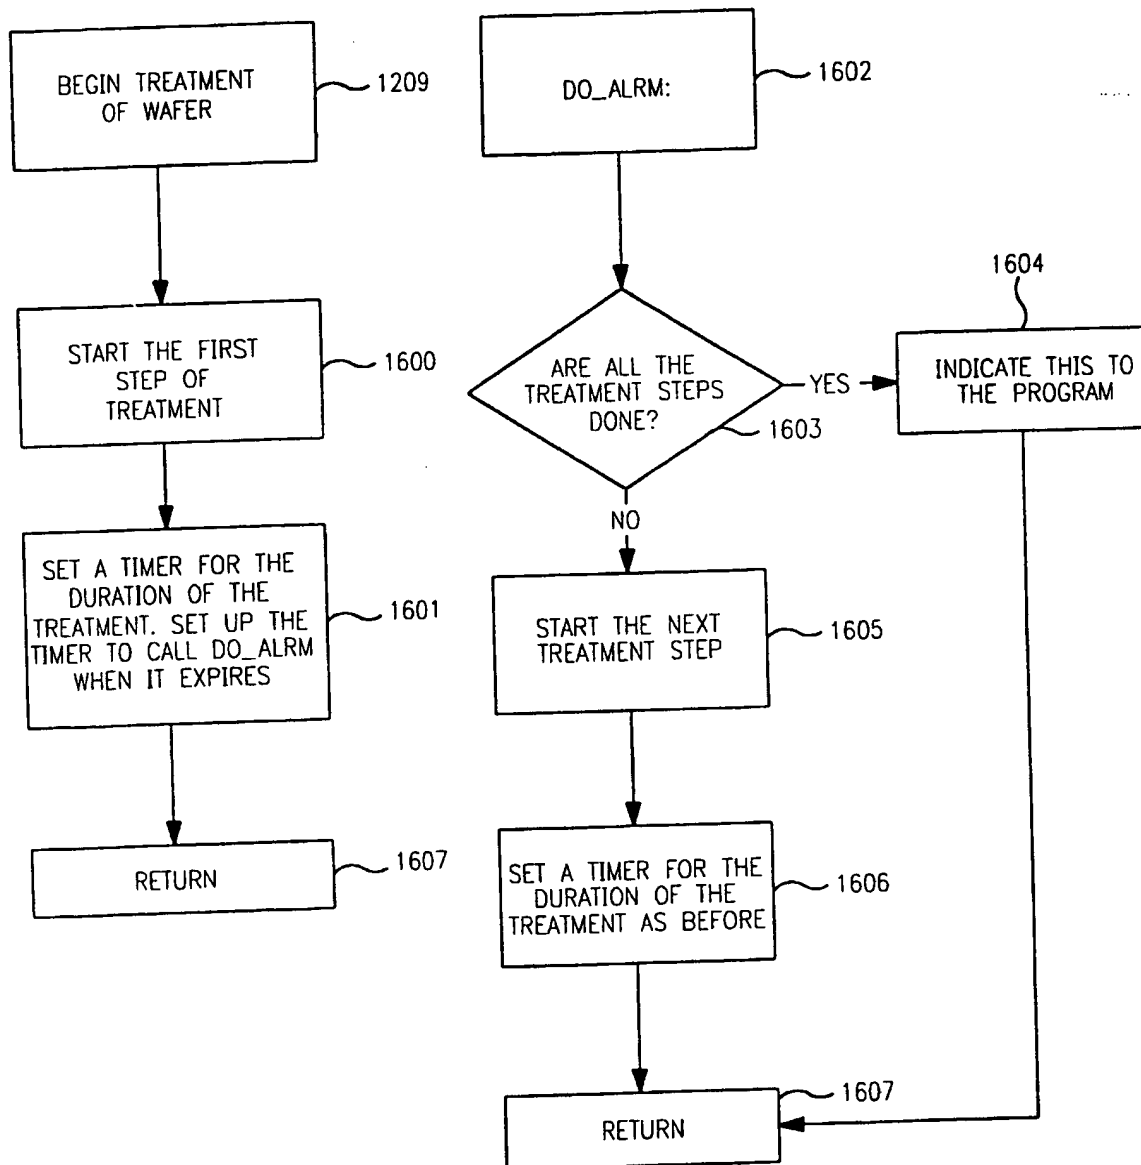 BEGIN TREATMENT
OF WAFER
1209
START THE FIRST
STEP OF
TREATMENT
1600
SET A TIMER FOR THE
DURATION OF THE
TREATMENT. SET UP THE
TIMER TO CALL DO_ALRM
WHEN IT EXPIRES
1601
RETURN
1607
DO_ALRM:
1602
ARE ALL THE
TREATMENT STEPS
DONE?
1603
YES
1604
INDICATE THIS TO
THE PROGRAM
NO
START THE NEXT
TREATMENT STEP
1605
SET A TIMER FOR THE
DURATION OF THE
TREATMENT AS BEFORE
1606
RETURN
1607